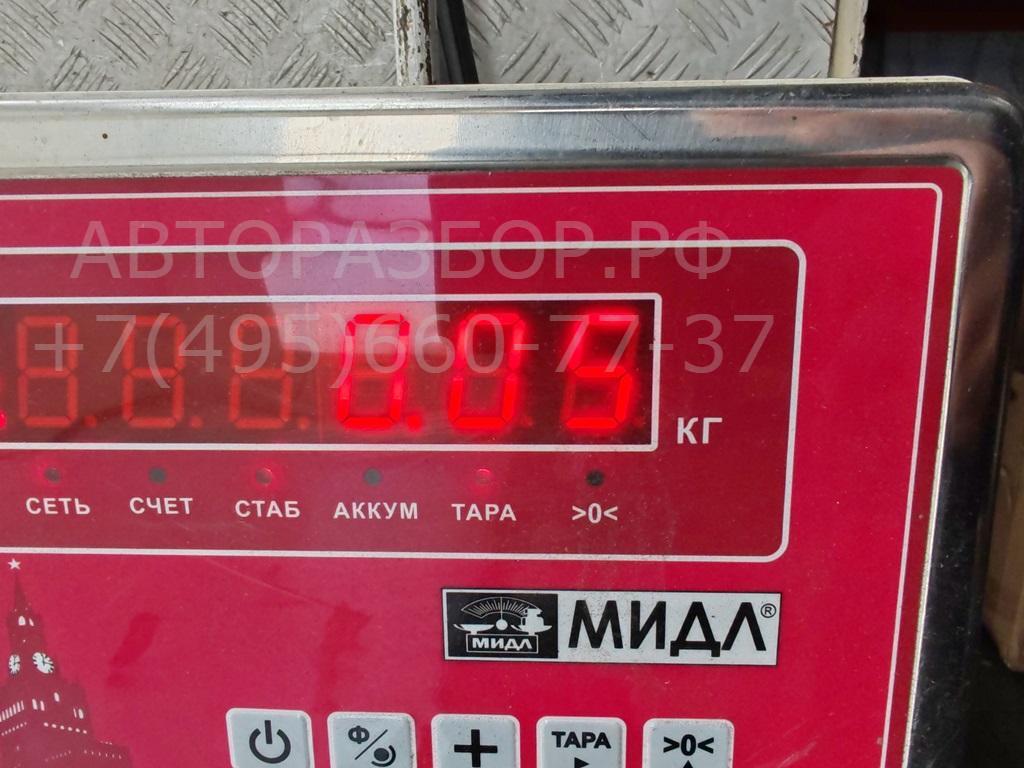 АВТОРАЗБОР.РФ
+7(495)660-77-37
0.05
КГ
СЕТЬ СЧЕТ СТАБ АККУМ ТАРА >0<
МИДЛ МИДЛ®
Ф
+
ТАРА
>0<